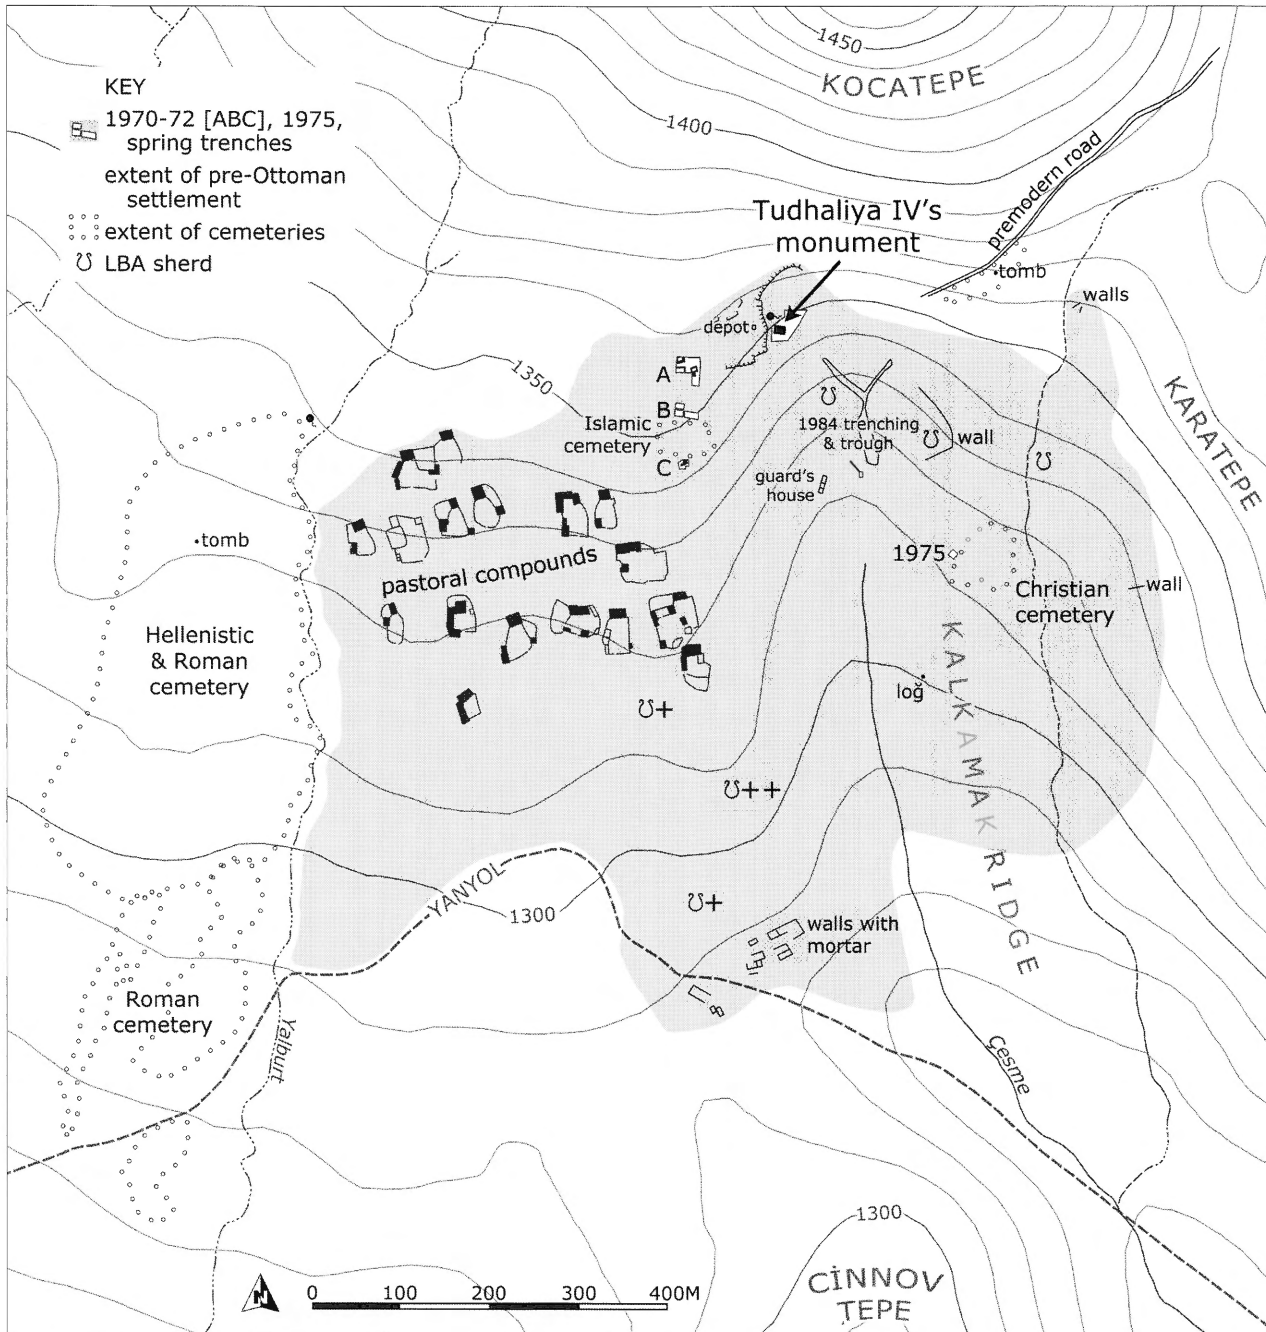 1450
KOCATEPE
KEY
1970-72 [ABC], 1975,
spring trenches
extent of pre-Ottoman
settlement
extent of cemeteries
LBA sherd
1400
premodern road
Tudhaliya IV's
monument
tomb
walls
depot
1350
A
B
Islamic
cemetery
C
KARATEPE
1984 trenching
& trough
wall
guard's
house
tomb
pastoral compounds
1975
Christian
cemetery
wall
Hellenistic
& Roman
cemetery
loğ
KALKAMAK RIDGE
+
++
YANYOL
1300
+
walls with
mortar
Roman
cemetery
Yalburt
Çesme
1300
CİNNOV
TEPE
N
0 100 200 300 400M